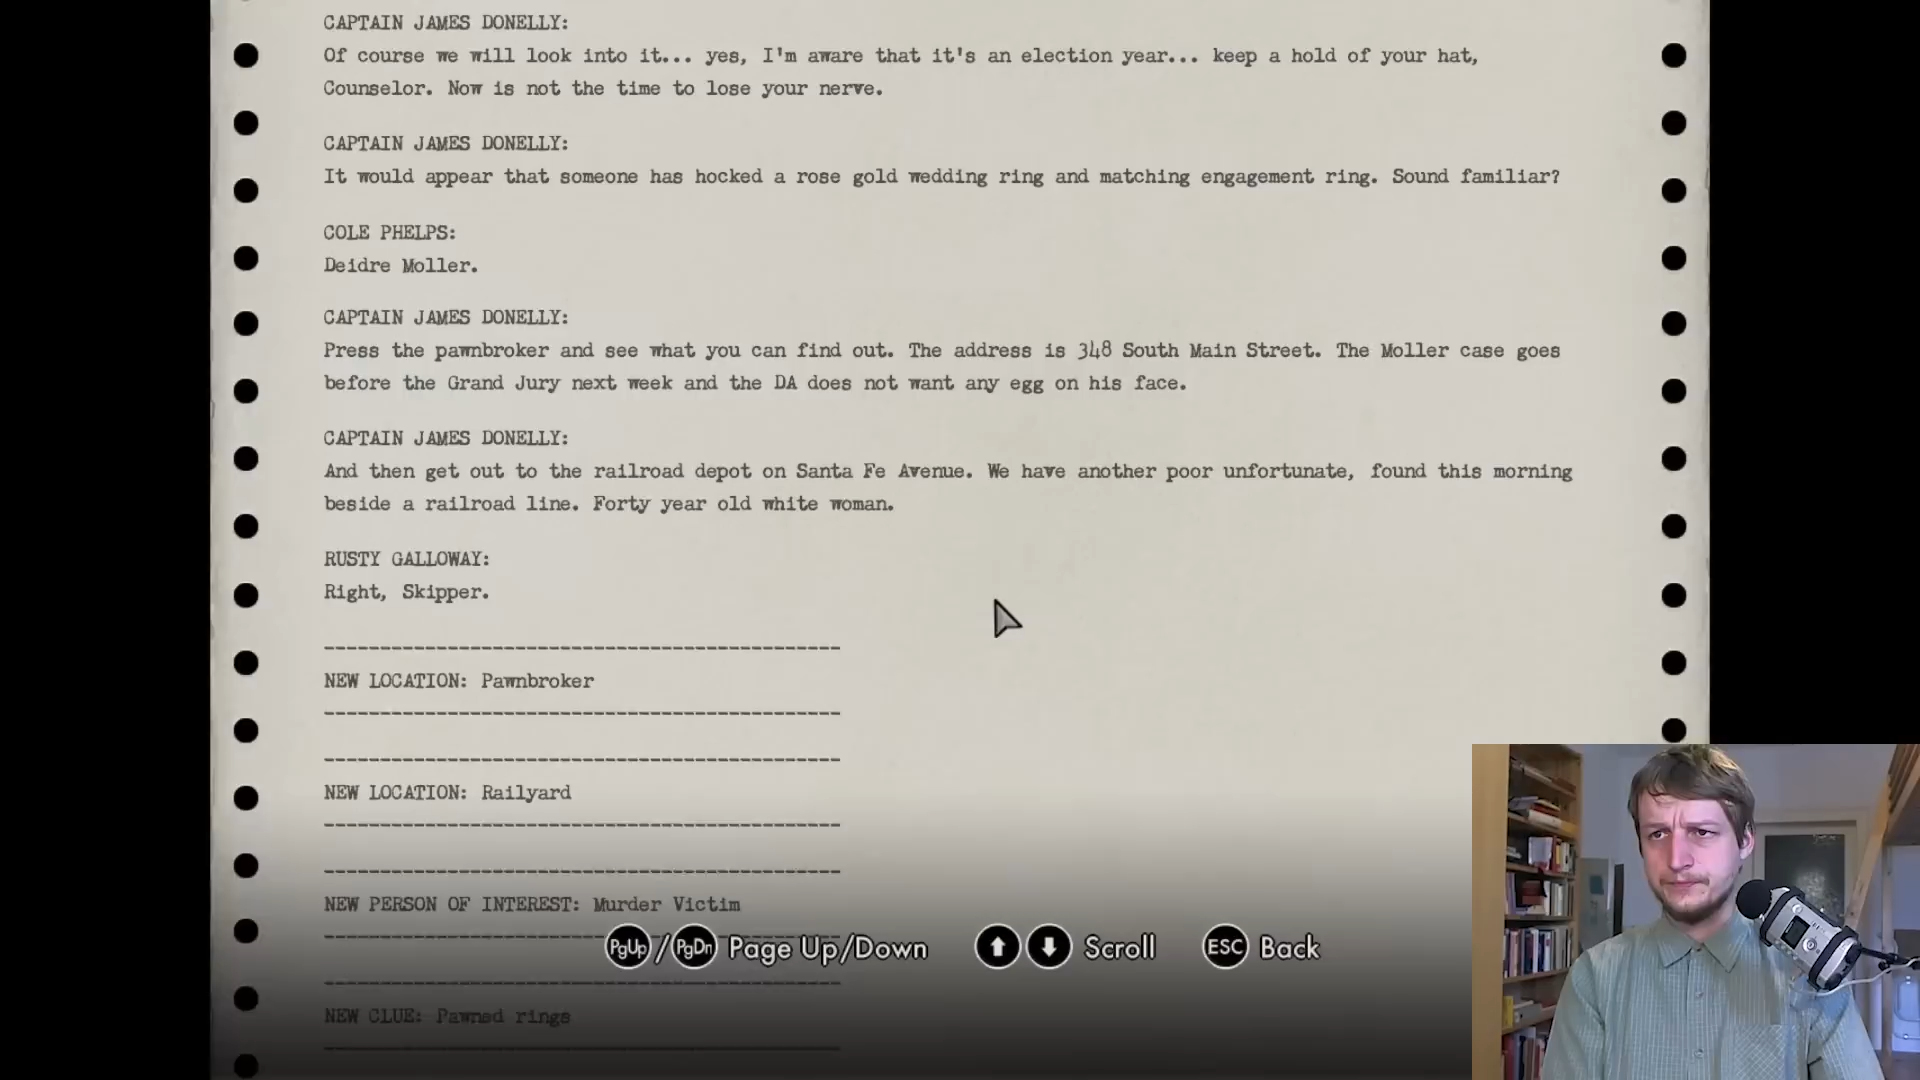 CAPTAIN JAMES DONELLY:
Of course we will look into it... yes, I'm aware that it's an election year... keep a hold of your hat,
Counselor. Now is not the time to lose your nerve.
CAPTAIN JAMES DONELLY:
It would appear that someone has hocked a rose gold wedding ring and matching engagement ring. Sound familiar?
COLE PHELPS:
Deidre Moller.
CAPTAIN JAMES DONELLY:
Press the pawnbroker and see what you can find out. The address is 348 South Main Street. The Moller case goes
before the Grand Jury next week and the DA does not want any egg on his face.
CAPTAIN JAMES DONELLY:
And then get out to the railroad depot on Santa Fe Avenue. We have another poor unfortunate, found this morning
beside a railroad line. Forty year old white woman.
RUSTY GALLOWAY:
Right, Skipper.
NEW LOCATION: Pawnbroker
NEW LOCATION: Railyard
NEW PERSON OF INTEREST: Murder Victim
PgUp/PgDn Page Up/Down ↑ ↓ Scroll ESC Back
NEW CLUE: Pawned rings